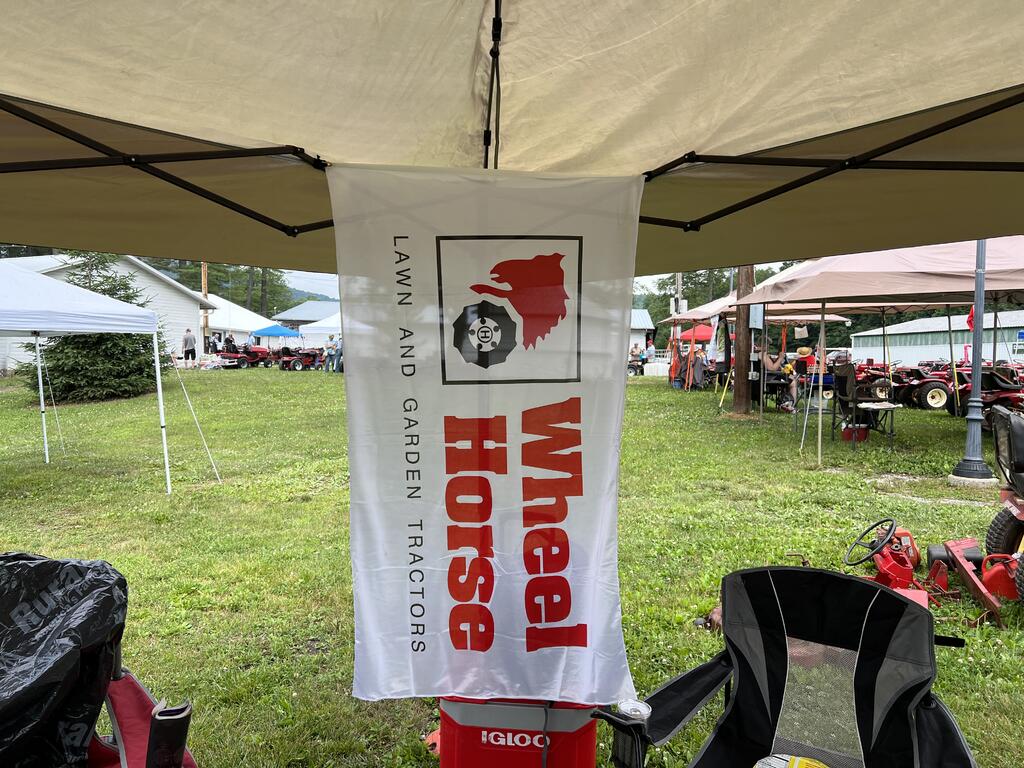 Wheel
Horse
LAWN AND GARDEN TRACTORS
IGLOO